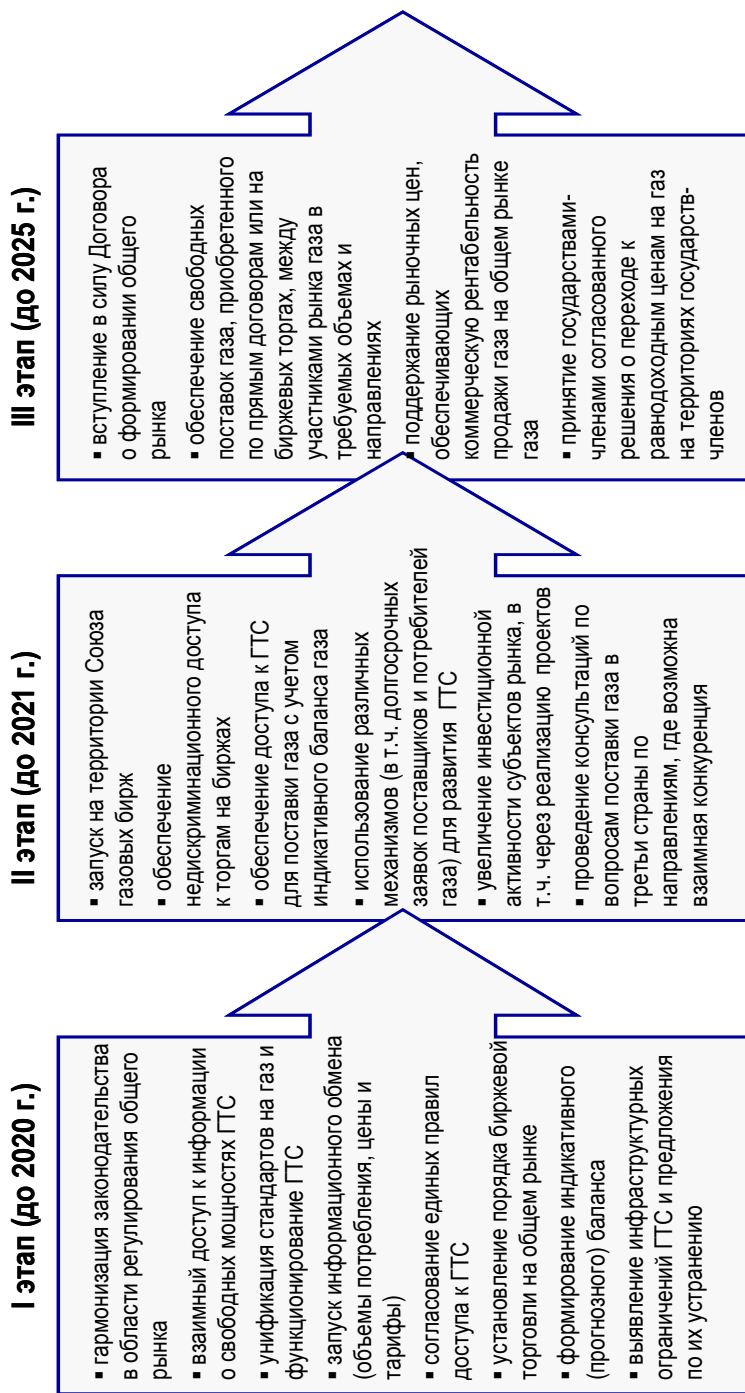 I этап (до 2020 г.)
▪ гармонизация законодательства
в области регулирования общего
рынка
▪ взаимный доступ к информации
о свободных мощностях ГТС
▪ унификация стандартов на газ и
функционирование ГТС
▪ запуск информационного обмена
(объемы потребления, цены и
тарифы)
▪ согласование единых правил
доступа к ГТС
▪ установление порядка биржевой
торговли на общем рынке
▪ формирование индикативного
(прогнозного) баланса
▪ выявление инфраструктурных
ограничений ГТС и предложения
по их устранению
II этап (до 2021 г.)
▪ запуск на территории Союза
газовых бирж
▪ обеспечение
недискриминационного доступа
к торгам на биржах
▪ обеспечение доступа к ГТС
для поставки газа с учетом
индикативного баланса газа
▪ использование различных
механизмов (в т.ч. долгосрочных
заявок поставщиков и потребителей
газа) для развития ГТС
▪ увеличение инвестиционной
активности субъектов рынка, в
т.ч. через реализацию проектов
▪ проведение консультаций по
вопросам поставки газа в
третьи страны по
направлениям, где возможна
взаимная конкуренция
III этап (до 2025 г.)
▪ вступление в силу Договора
о формировании общего
рынка
▪ обеспечение свободных
поставок газа, приобретенного
по прямым договорам или на
биржевых торгах, между
участниками рынка газа в
требуемых объемах и
направлениях
▪ поддержание рыночных цен,
обеспечивающих
коммерческую рентабельность
продажи газа на общем рынке
газа
▪ принятие государствами-
членами согласованного
решения о переходе к
равнодоходным ценам на газ
на территориях государств-
членов